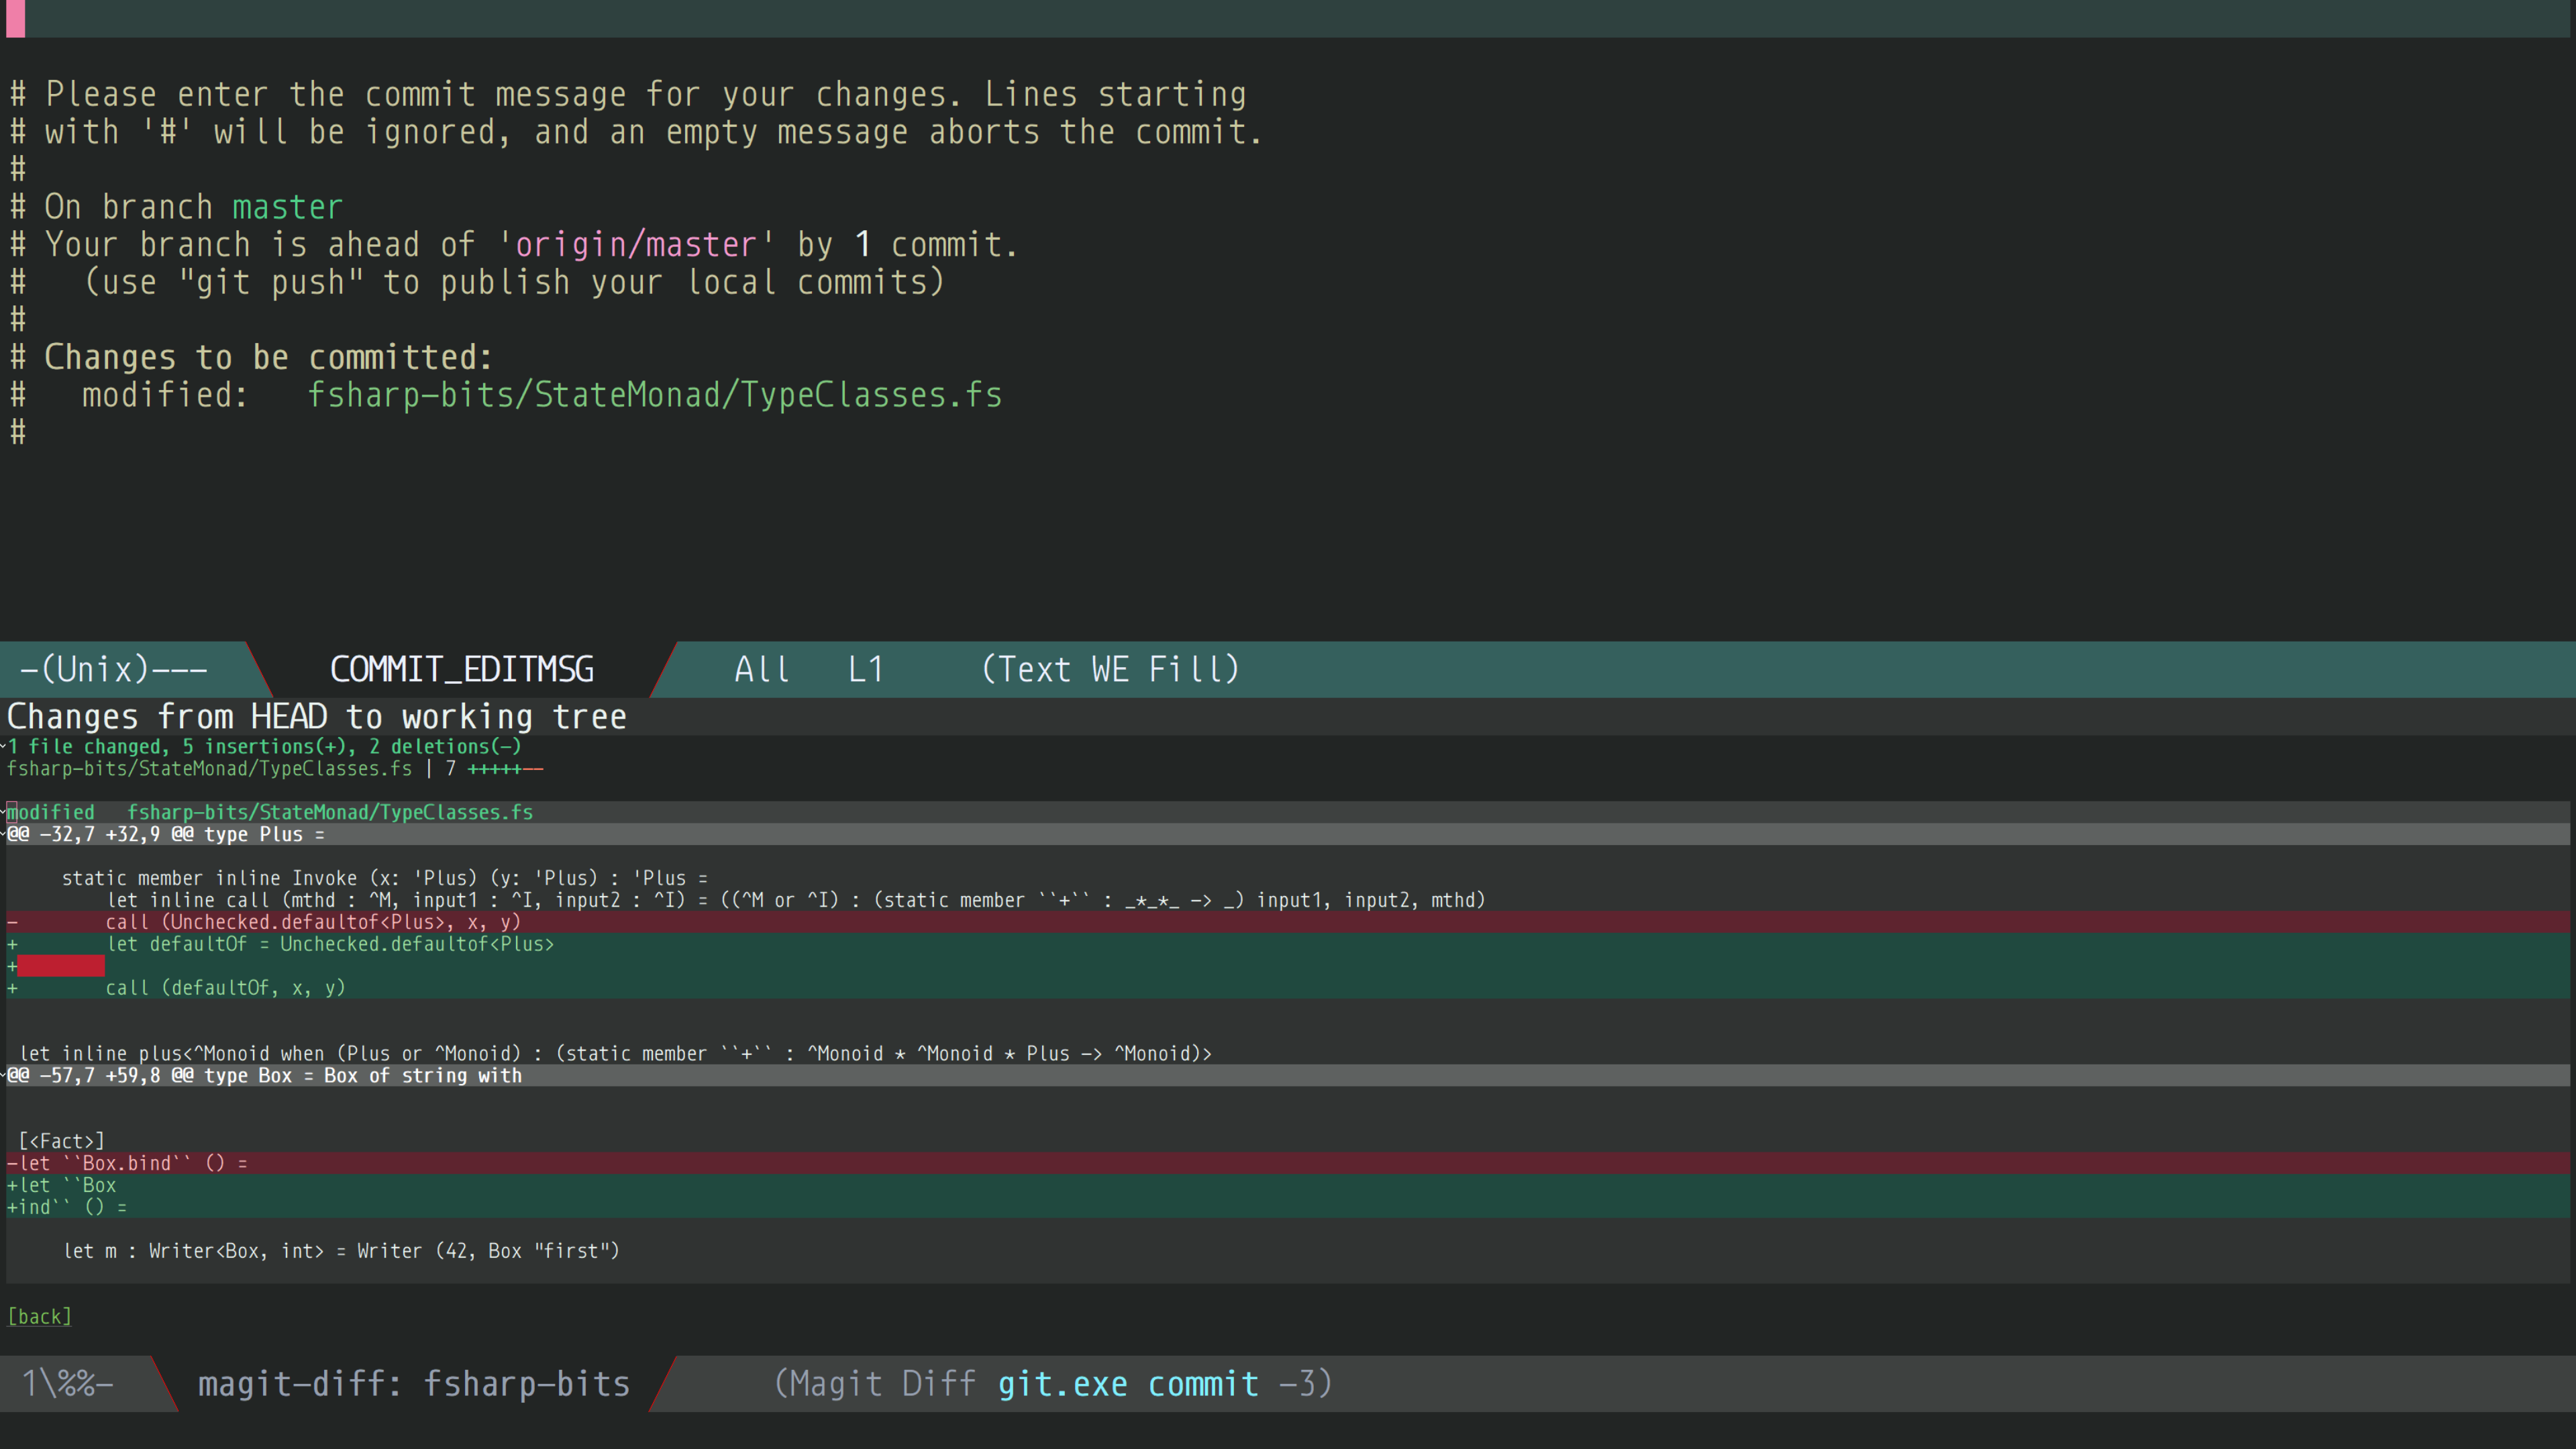 # Please enter the commit message for your changes. Lines starting
# with '#' will be ignored, and an empty message aborts the commit.
#
# On branch master
# Your branch is ahead of 'origin/master' by 1 commit.
#   (use "git push" to publish your local commits)
#
# Changes to be committed:
#   modified:   fsharp-bits/StateMonad/TypeClasses.fs
#
-(Unix)---   COMMIT_EDITMSG   All   L1   (Text WE Fill)
Changes from HEAD to working tree
1 file changed, 5 insertions(+), 2 deletions(-)
fsharp-bits/StateMonad/TypeClasses.fs | 7 +++++--
modified   fsharp-bits/StateMonad/TypeClasses.fs
@@ -32,7 +32,9 @@ type Plus =
     static member inline Invoke (x: 'Plus) (y: 'Plus) : 'Plus =
         let inline call (mthd : ^M, input1 : ^I, input2 : ^I) = ((^M or ^I) : (static member ``+`` : _*_*_ -> _) input1, input2, mthd)
-        call (Unchecked.defaultof<Plus>, x, y)
+        let defaultOf = Unchecked.defaultof<Plus>
+
+        call (defaultOf, x, y)
 let inline plus<^Monoid when (Plus or ^Monoid) : (static member ``+`` : ^Monoid * ^Monoid * Plus -> ^Monoid)>
@@ -57,7 +59,8 @@ type Box = Box of string with
 [<Fact>]
-let ``Box.bind`` () =
+let ``Box
+ind`` () =
     let m : Writer<Box, int> = Writer (42, Box "first")
[back]
1\%%-   magit-diff: fsharp-bits   (Magit Diff git.exe commit -3)